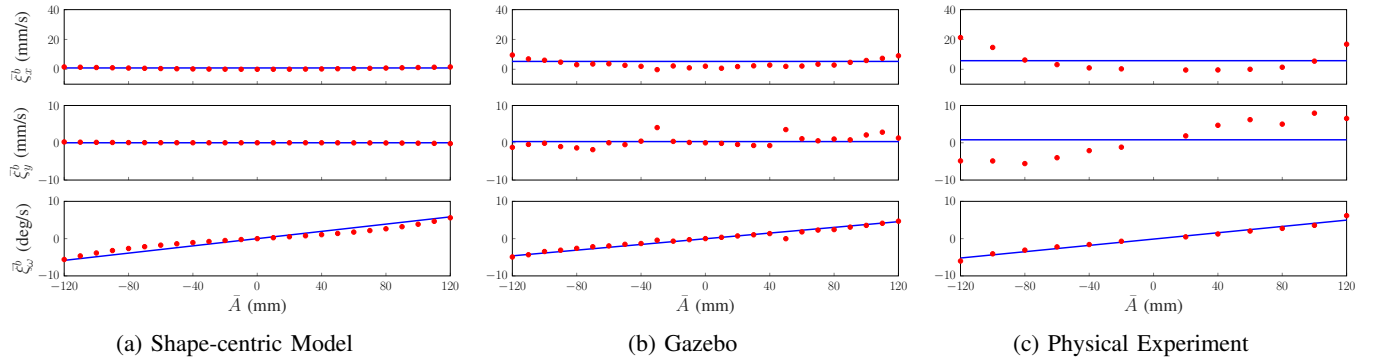 40
20
0
ξ̄ᵇₓ (mm/s)
40
20
0
40
20
0
10
0
−10
ξ̄ᵇᵧ (mm/s)
10
0
−10
10
0
−10
10
0
−10
ξ̄ᵇ_ω (deg/s)
10
0
−10
10
0
−10
−120 −80 −40 0 40 80 120
−120 −80 −40 0 40 80 120
−120 −80 −40 0 40 80 120
Ā (mm)
Ā (mm)
Ā (mm)
(a) Shape-centric Model
(b) Gazebo
(c) Physical Experiment